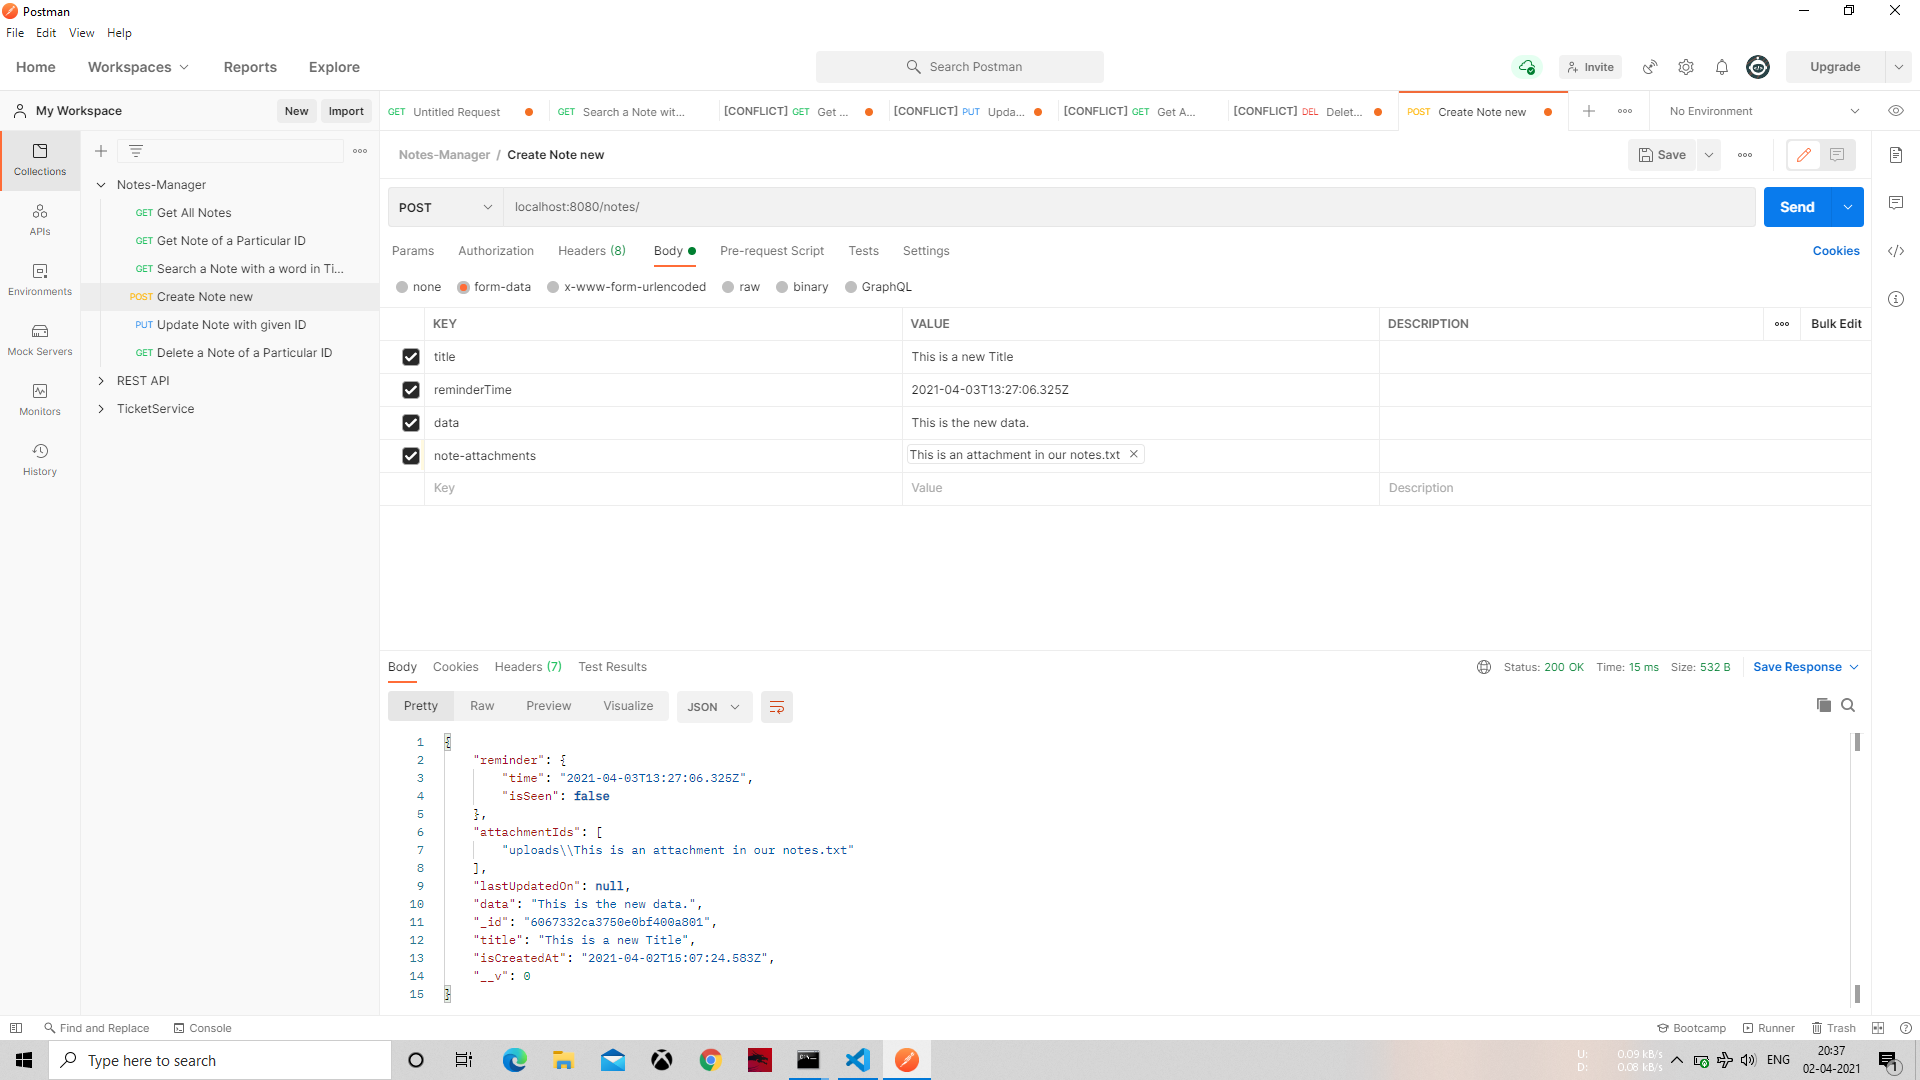 Postman
File Edit View Help
Home Workspaces Reports Explore
Search Postman
Invite
Upgrade
My Workspace
New Import
GET Untitled Request
GET Search a Note wit...
[CONFLICT] GET Get ...
[CONFLICT] PUT Upda...
[CONFLICT] GET Get A...
[CONFLICT] DEL Delet...
POST Create Note new
No Environment
Collections
APIs
Environments
Mock Servers
Monitors
History
Notes-Manager
GET Get All Notes
GET Get Note of a Particular ID
GET Search a Note with a word in Ti...
POST Create Note new
PUT Update Note with given ID
GET Delete a Note of a Particular ID
REST API
TicketService
Notes-Manager / Create Note new
Save
POST localhost:8080/notes/
Send
Params Authorization Headers (8) Body Pre-request Script Tests Settings
Cookies
none form-data x-www-form-urlencoded raw binary GraphQL
KEY VALUE DESCRIPTION Bulk Edit
title This is a new Title
reminderTime 2021-04-03T13:27:06.325Z
data This is the new data.
note-attachments This is an attachment in our notes.txt
Key Value Description
Body Cookies Headers (7) Test Results
Status: 200 OK Time: 15 ms Size: 532 B Save Response
Pretty Raw Preview Visualize JSON
1 {
2 "reminder": {
3 "time": "2021-04-03T13:27:06.325Z",
4 "isSeen": false
5 },
6 "attachmentIds": [
7 "uploads\\This is an attachment in our notes.txt"
8 ],
9 "lastUpdatedOn": null,
10 "data": "This is the new data.",
11 "_id": "6067332ca3750e0bf400a801",
12 "title": "This is a new Title",
13 "isCreatedAt": "2021-04-02T15:07:24.583Z",
14 "__v": 0
15 }
Find and Replace Console
Bootcamp Runner Trash
Type here to search
U: 0.09 kB/s
D: 0.08 kB/s
ENG
20:37
02-04-2021
1